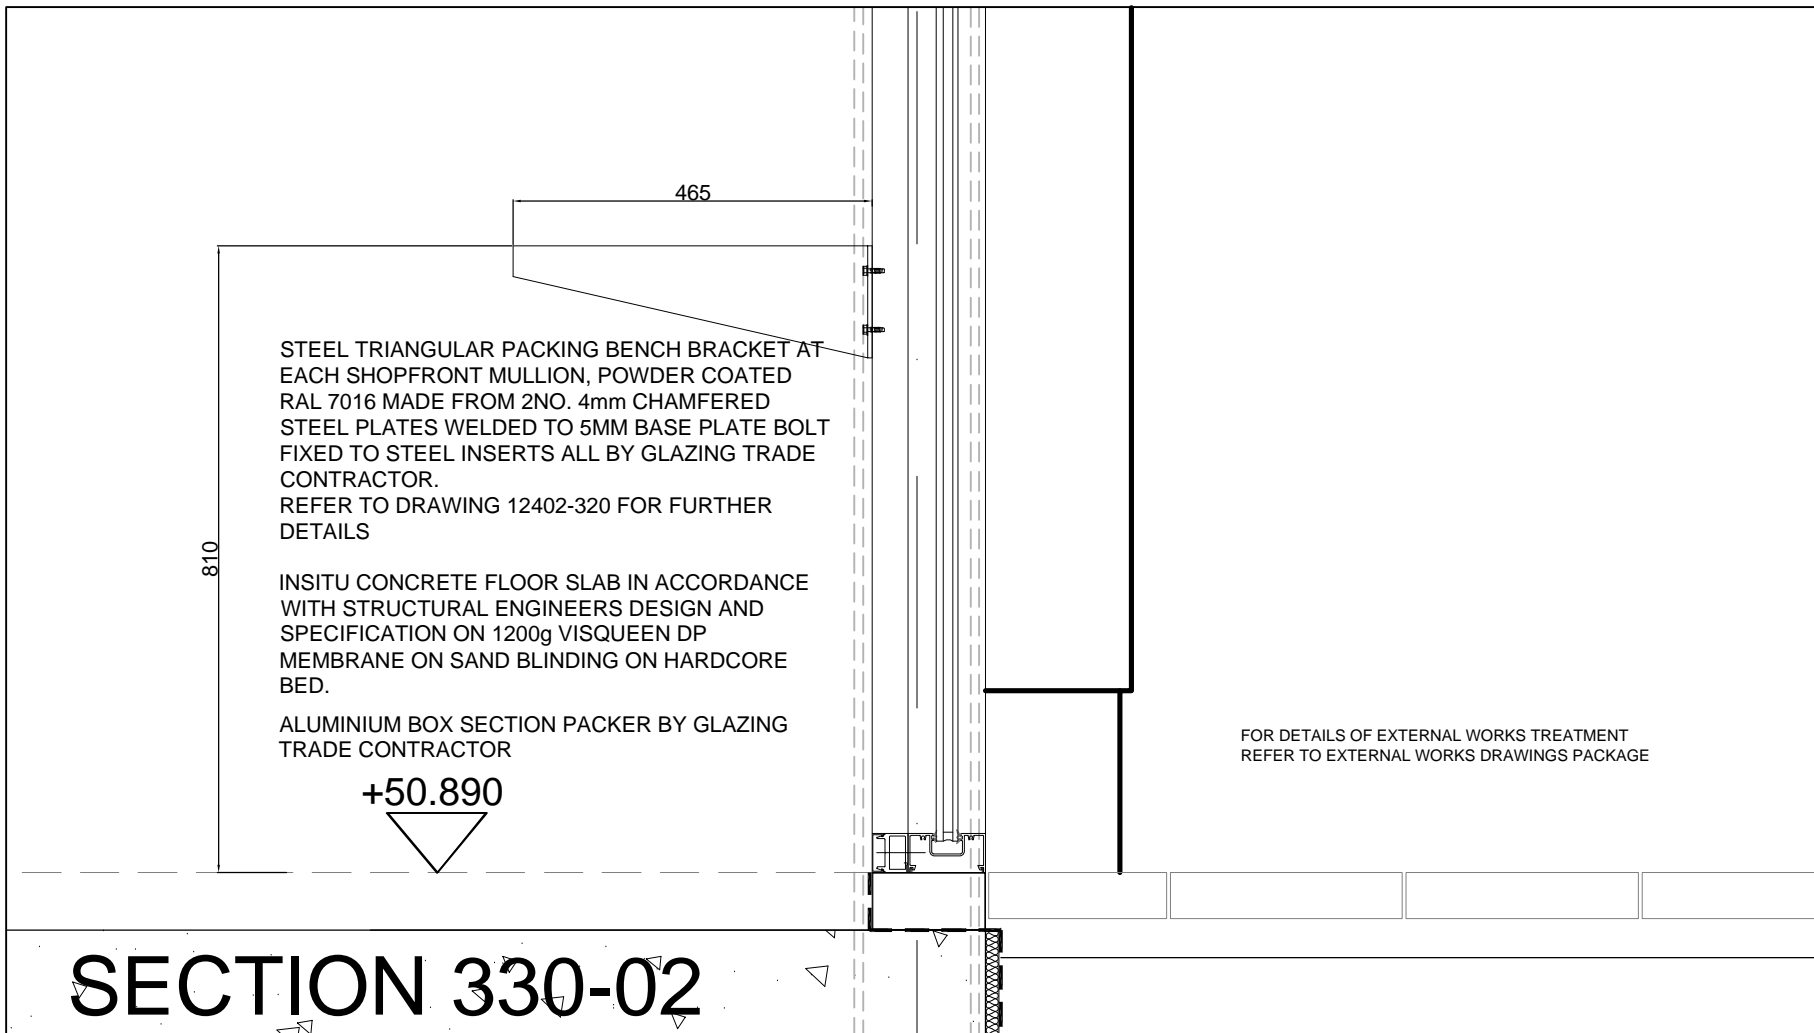 465
STEEL TRIANGULAR PACKING BENCH BRACKET AT
EACH SHOPFRONT MULLION, POWDER COATED
RAL 7016 MADE FROM 2NO. 4mm CHAMFERED
STEEL PLATES WELDED TO 5MM BASE PLATE BOLT
FIXED TO STEEL INSERTS ALL BY GLAZING TRADE
CONTRACTOR.
REFER TO DRAWING 12402-320 FOR FURTHER
DETAILS
810
INSITU CONCRETE FLOOR SLAB IN ACCORDANCE
WITH STRUCTURAL ENGINEERS DESIGN AND
SPECIFICATION ON 1200g VISQUEEN DP
MEMBRANE ON SAND BLINDING ON HARDCORE
BED.
ALUMINIUM BOX SECTION PACKER BY GLAZING
TRADE CONTRACTOR
+50.890
FOR DETAILS OF EXTERNAL WORKS TREATMENT
REFER TO EXTERNAL WORKS DRAWINGS PACKAGE
SECTION 330-02